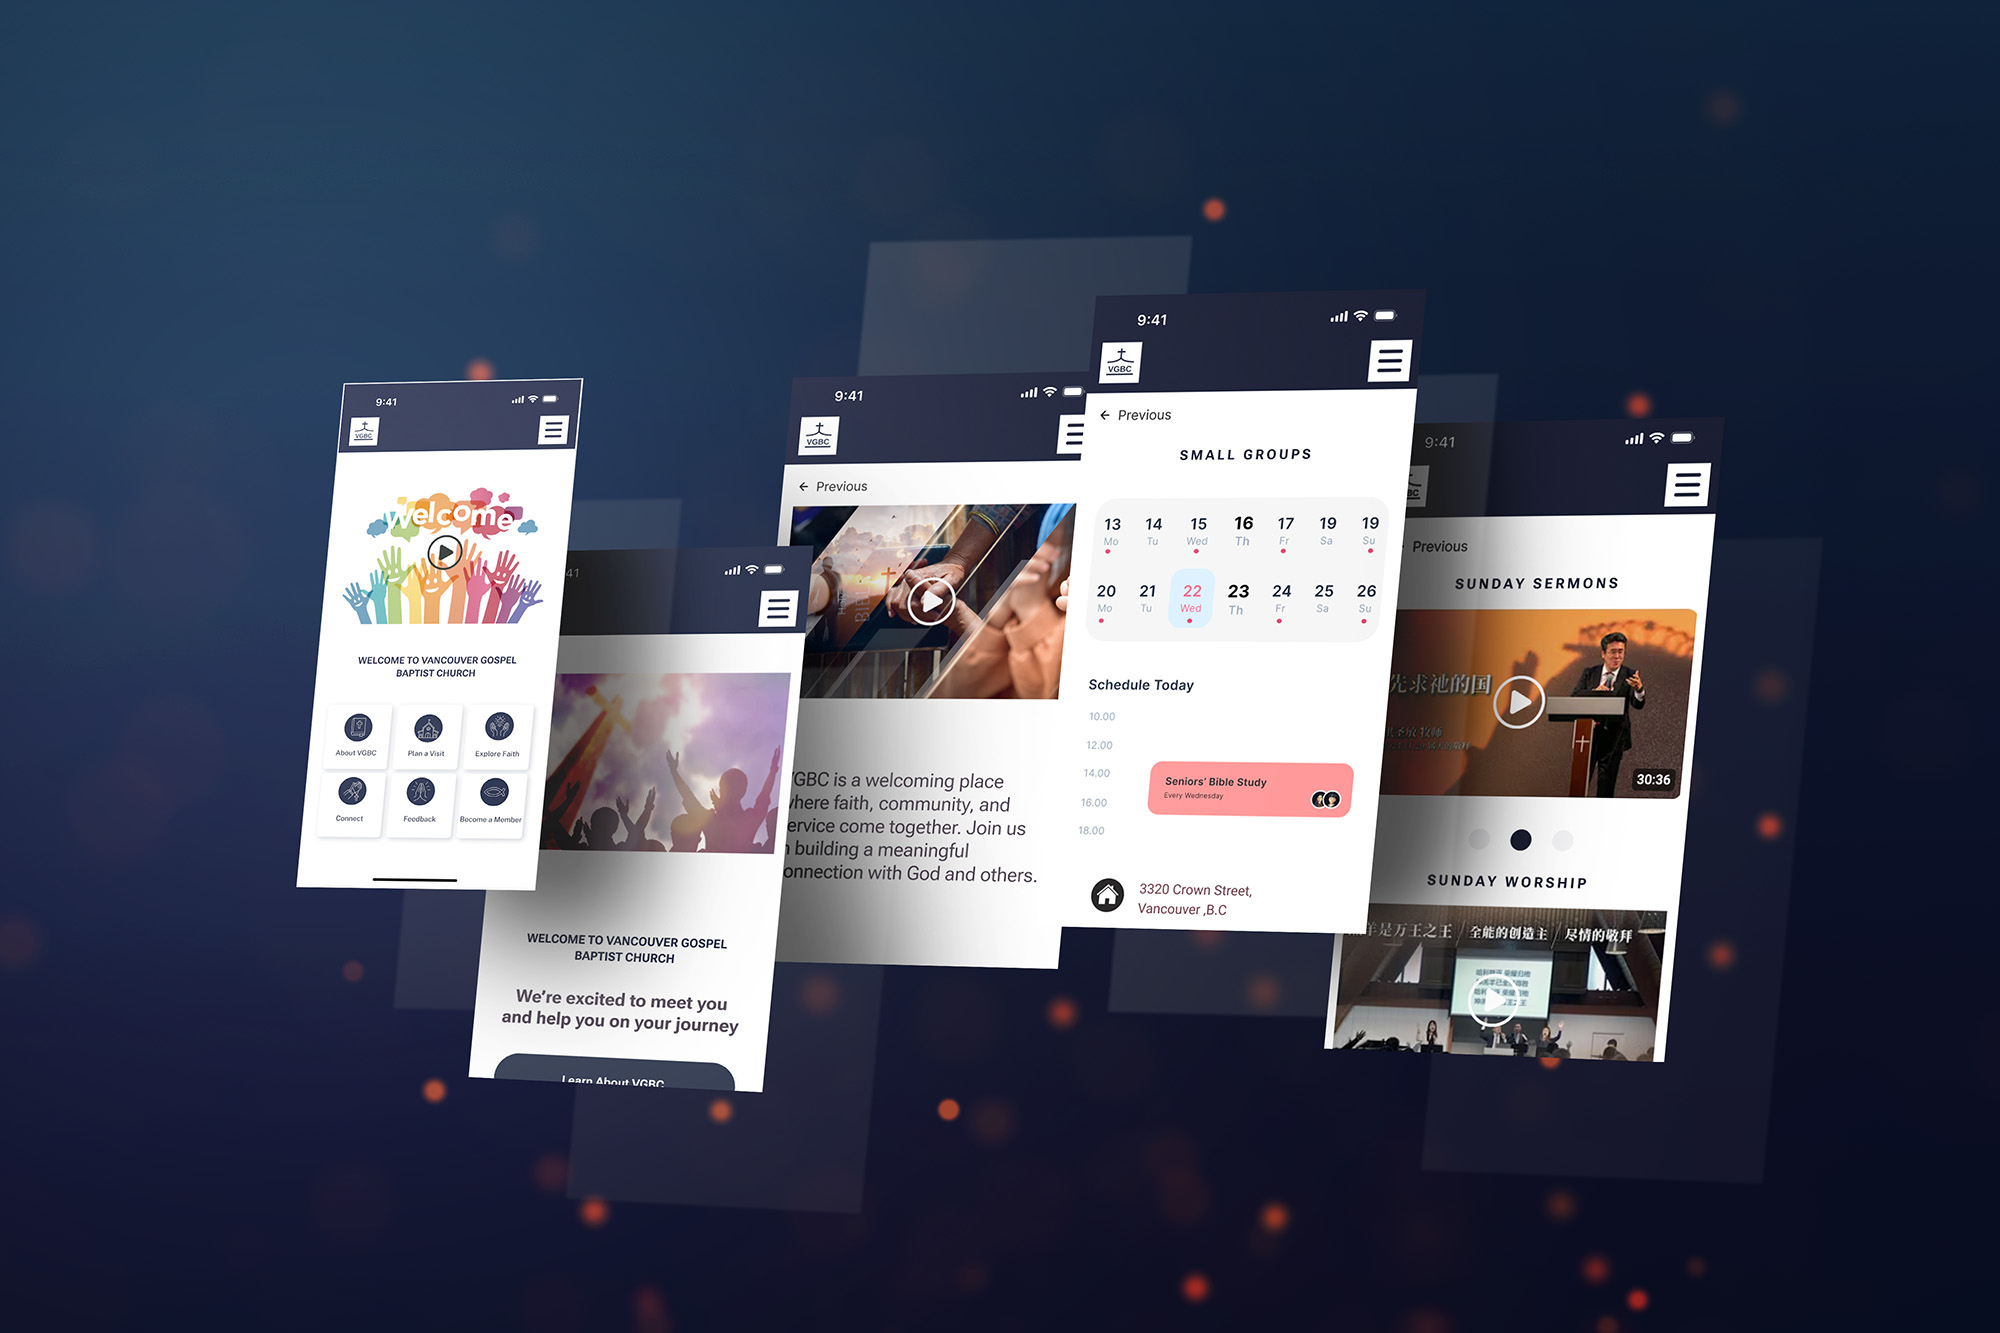 9:41
VGBC
Welcome
WELCOME TO VANCOUVER GOSPEL
BAPTIST CHURCH
About VGBC
Plan a Visit
Explore Faith
Connect
Feedback
Become a Member
41
WELCOME TO VANCOUVER GOSPEL
BAPTIST CHURCH
We're excited to meet you
and help you on your journey
Learn About VGBC
9:41
VGBC
← Previous
GBC is a welcoming place
here faith, community, and
ervice come together. Join us
building a meaningful
onnection with God and others.
9:41
VGBC
← Previous
SMALL GROUPS
13 14 15 16 17 19 19
Mo Tu Wed Th Fr Sa Su
20 21 22 23 24 25 26
Mo Tu Wed Th Fr Sa Su
Schedule Today
10.00
12.00
14.00
16.00
18.00
Seniors' Bible Study
Every Wednesday
3320 Crown Street,
Vancouver ,B.C
9:41
BC
Previous
SUNDAY SERMONS
先求祂的国
30:36
SUNDAY WORSHIP
羊是万王之王 全能的创造主 尽情的敬拜